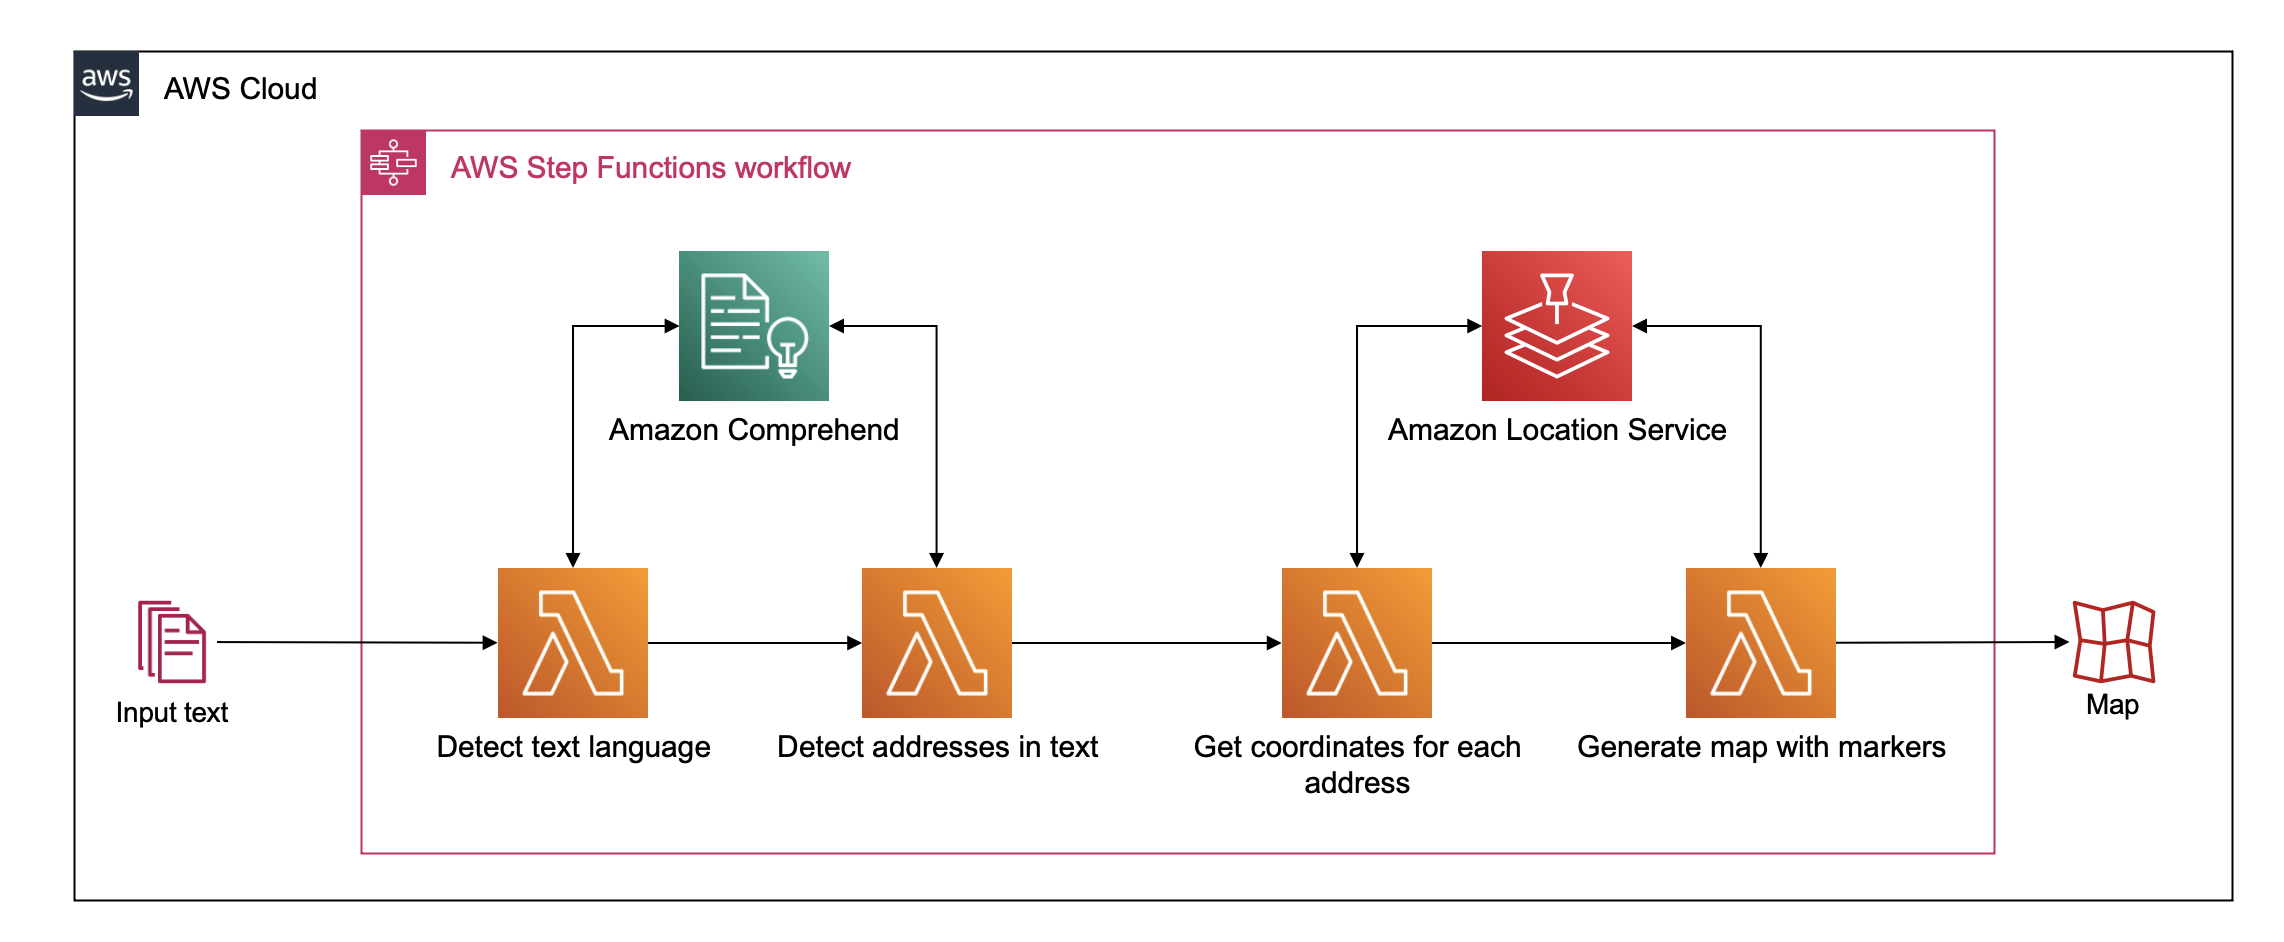 aws
AWS Cloud
AWS Step Functions workflow
Amazon Comprehend
Amazon Location Service
Input text
Map
Detect text language
Detect addresses in text
Get coordinates for each
address
Generate map with markers